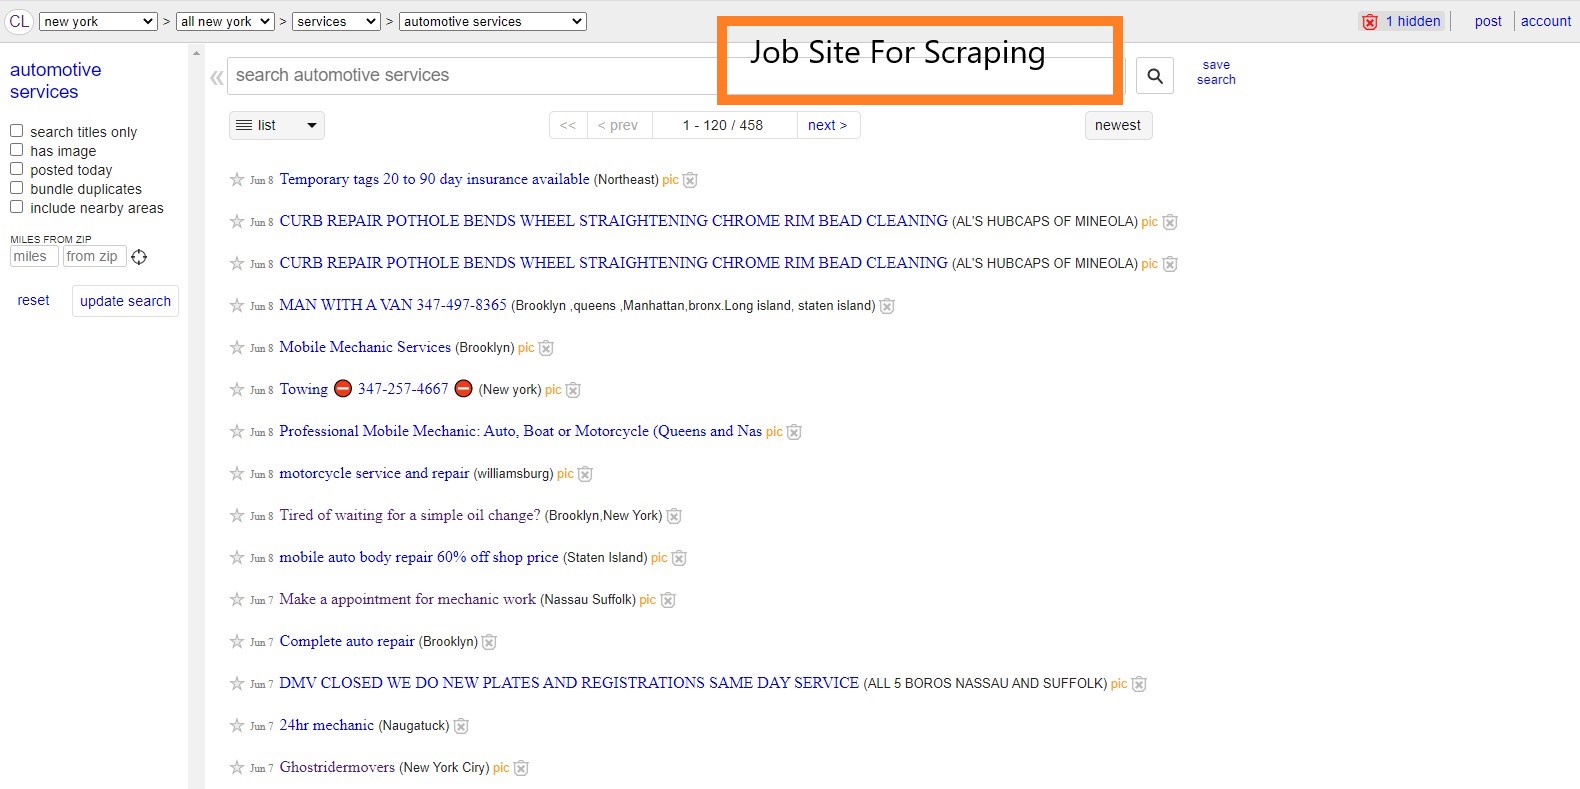 CL new york > all new york > services > automotive services 1 hidden post account
automotive services
search titles only
has image
posted today
bundle duplicates
include nearby areas
MILES FROM ZIP
miles from zip
reset update search
Job Site For Scraping
« search automotive services save search
list << < prev 1 - 120 / 458 next > newest
Jun 8 Temporary tags 20 to 90 day insurance available (Northeast) pic
Jun 8 CURB REPAIR POTHOLE BENDS WHEEL STRAIGHTENING CHROME RIM BEAD CLEANING (AL'S HUBCAPS OF MINEOLA) pic
Jun 8 CURB REPAIR POTHOLE BENDS WHEEL STRAIGHTENING CHROME RIM BEAD CLEANING (AL'S HUBCAPS OF MINEOLA) pic
Jun 8 MAN WITH A VAN 347-497-8365 (Brooklyn ,queens ,Manhattan,bronx.Long island, staten island)
Jun 8 Mobile Mechanic Services (Brooklyn) pic
Jun 8 Towing ⛔ 347-257-4667 ⛔ (New york) pic
Jun 8 Professional Mobile Mechanic: Auto, Boat or Motorcycle (Queens and Nas pic
Jun 8 motorcycle service and repair (williamsburg) pic
Jun 8 Tired of waiting for a simple oil change? (Brooklyn,New York)
Jun 8 mobile auto body repair 60% off shop price (Staten Island) pic
Jun 7 Make a appointment for mechanic work (Nassau Suffolk) pic
Jun 7 Complete auto repair (Brooklyn)
Jun 7 DMV CLOSED WE DO NEW PLATES AND REGISTRATIONS SAME DAY SERVICE (ALL 5 BOROS NASSAU AND SUFFOLK) pic
Jun 7 24hr mechanic (Naugatuck)
Jun 7 Ghostridermovers (New York Ciry) pic